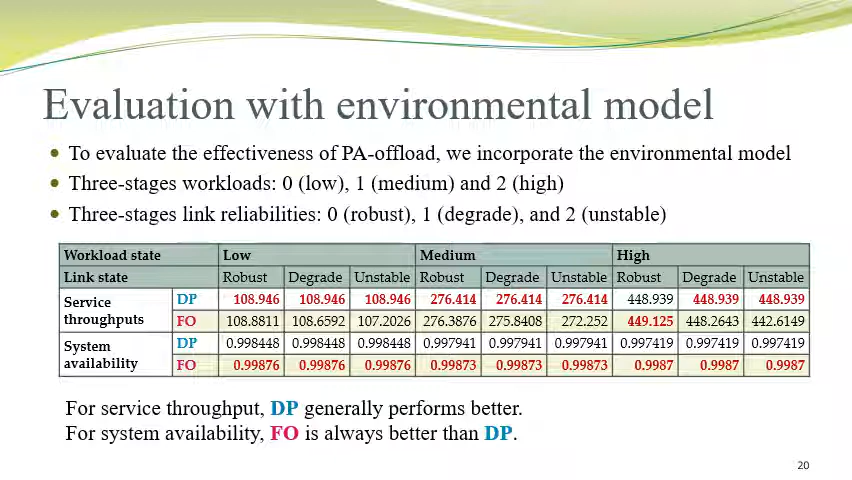 Evaluation with environmental model
• To evaluate the effectiveness of PA-offload, we incorporate the environmental model
• Three-stages workloads: 0 (low), 1 (medium) and 2 (high)
• Three-stages link reliabilities: 0 (robust), 1 (degrade), and 2 (unstable)
Workload state Low Medium High
Link state Robust Degrade Unstable Robust Degrade Unstable Robust Degrade Unstable
Service throughputs DP 108.946 108.946 108.946 276.414 276.414 276.414 448.939 448.939 448.939
FO 108.8811 108.6592 107.2026 276.3876 275.8408 272.252 449.125 448.2643 442.6149
System availability DP 0.998448 0.998448 0.998448 0.997941 0.997941 0.997941 0.997419 0.997419 0.997419
FO 0.99876 0.99876 0.99876 0.99873 0.99873 0.99873 0.9987 0.9987 0.9987
For service throughput, DP generally performs better.
For system availability, FO is always better than DP.
20